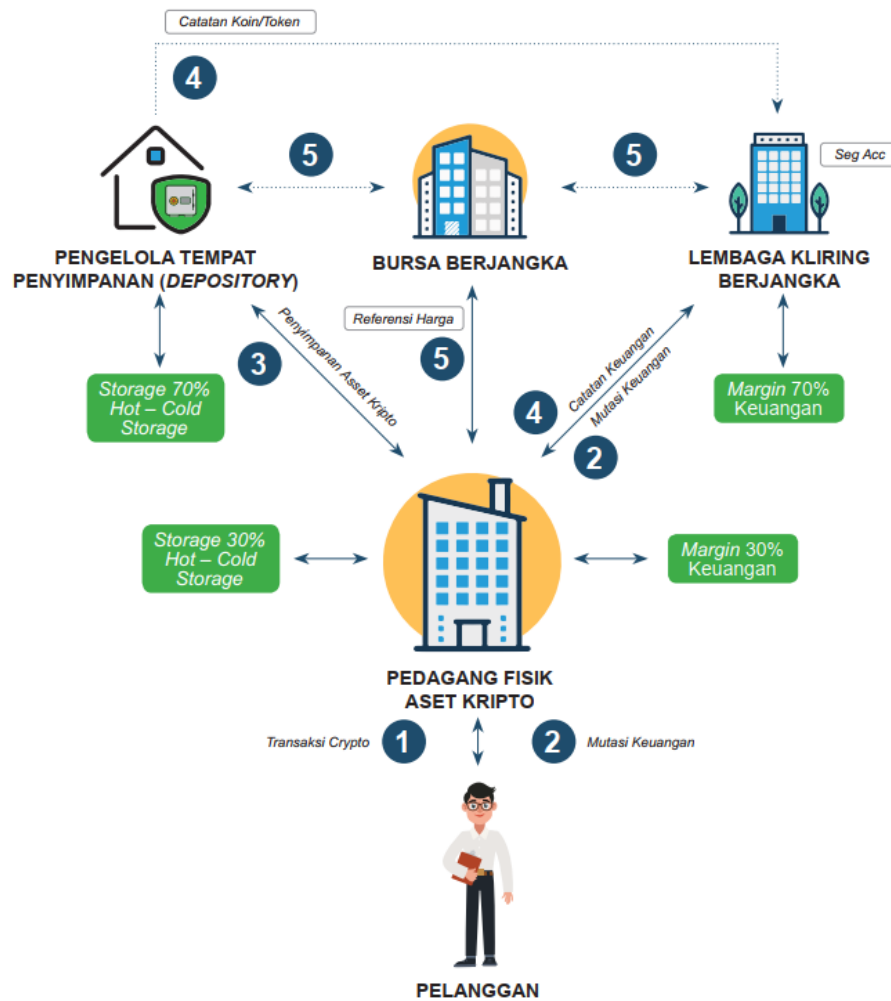 Catatan Koin/Token
4
5
5
Seg Acc
PENGELOLA TEMPAT
PENYIMPANAN (DEPOSITORY)
BURSA BERJANGKA
LEMBAGA KLIRING
BERJANGKA
Referensi Harga
5
3
Penyimpanan Asset Kripto
4
Catatan Keuangan
Mutasi Keuangan
2
Storage 70%
Hot – Cold
Storage
Margin 70%
Keuangan
Storage 30%
Hot – Cold
Storage
Margin 30%
Keuangan
PEDAGANG FISIK
ASET KRIPTO
Transaksi Crypto
1
2
Mutasi Keuangan
PELANGGAN